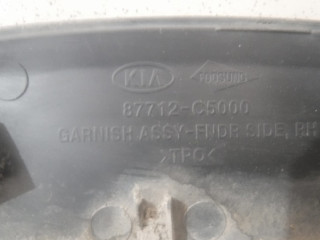 KIA
87712-C5000
GARNISH ASSY-FNDR SIDE, RH
>TPO<